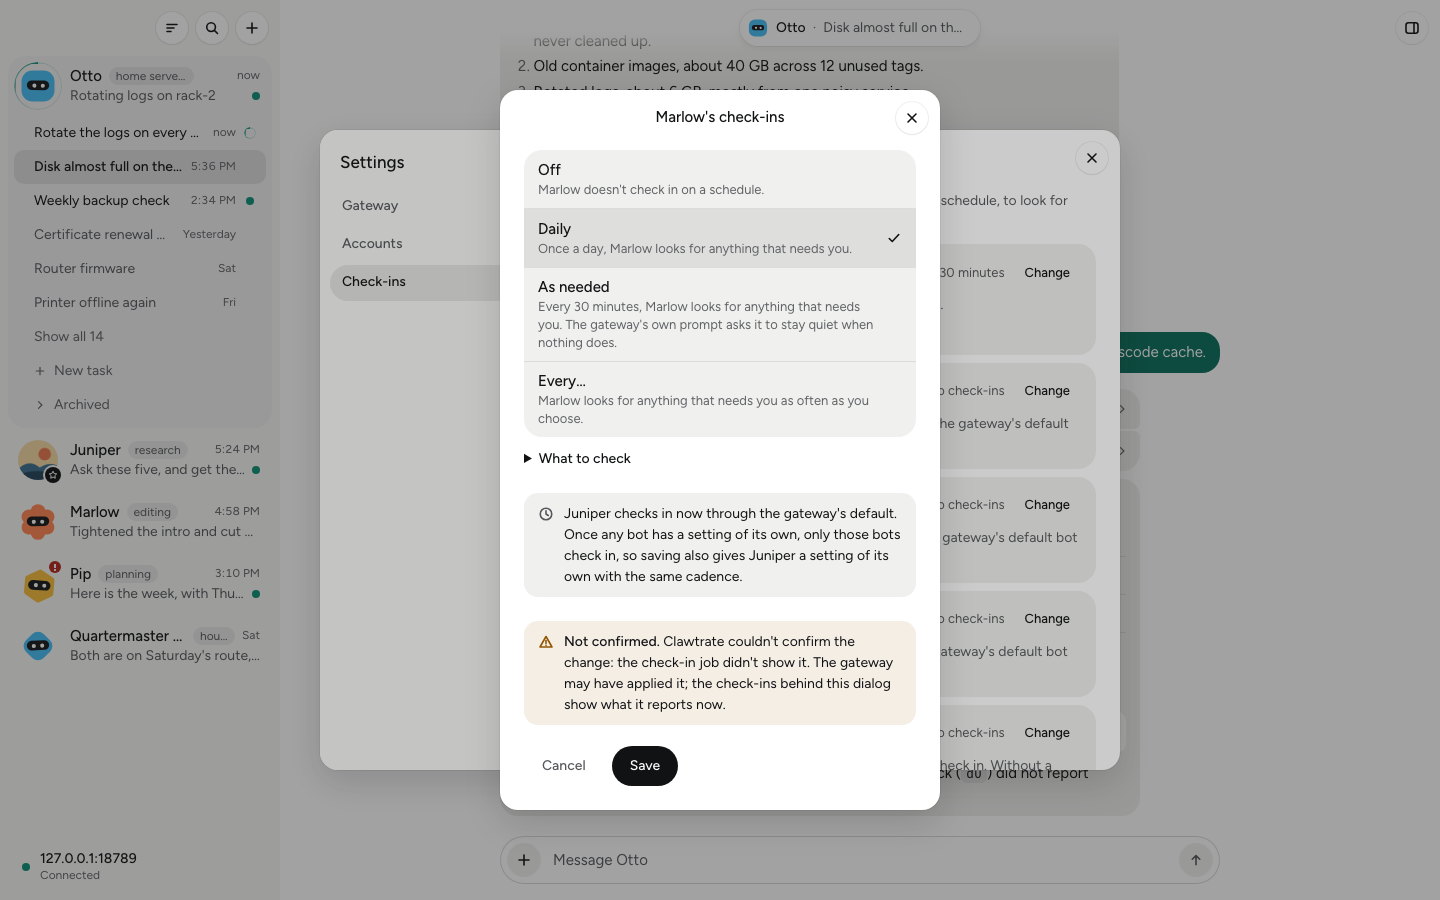 Otto · Disk almost full on th...
Otto home serve... now
Rotating logs on rack-2
Rotate the logs on every ... now
Disk almost full on the... 5:36 PM
Weekly backup check 2:34 PM
Certificate renewal ... Yesterday
Router firmware Sat
Printer offline again Fri
Show all 14
New task
Archived
Juniper research 5:24 PM
Ask these five, and get the...
Marlow editing 4:58 PM
Tightened the intro and cut ...
Pip planning 3:10 PM
Here is the week, with Thu...
Quartermaster ... hou... Sat
Both are on Saturday's route,...
127.0.0.1:18789
Connected
never cleaned up.
2. Old container images, about 40 GB across 12 unused tags.
Settings
Gateway
Accounts
Check-ins
schedule, to look for
30 minutes Change
check-ins Change
gateway's default
check-ins Change
gateway's default bot
check-ins Change
gateway's default bot
check-ins Change
check in. Without a
scode cache.
did not report
Marlow's check-ins
Off
Marlow doesn't check in on a schedule.
Daily
Once a day, Marlow looks for anything that needs you.
As needed
Every 30 minutes, Marlow looks for anything that needs
you. The gateway's own prompt asks it to stay quiet when
nothing does.
Every...
Marlow looks for anything that needs you as often as you
choose.
What to check
Juniper checks in now through the gateway's default.
Once any bot has a setting of its own, only those bots
check in, so saving also gives Juniper a setting of its
own with the same cadence.
Not confirmed. Clawtrate couldn't confirm the
change: the check-in job didn't show it. The gateway
may have applied it; the check-ins behind this dialog
show what it reports now.
Cancel Save
Message Otto